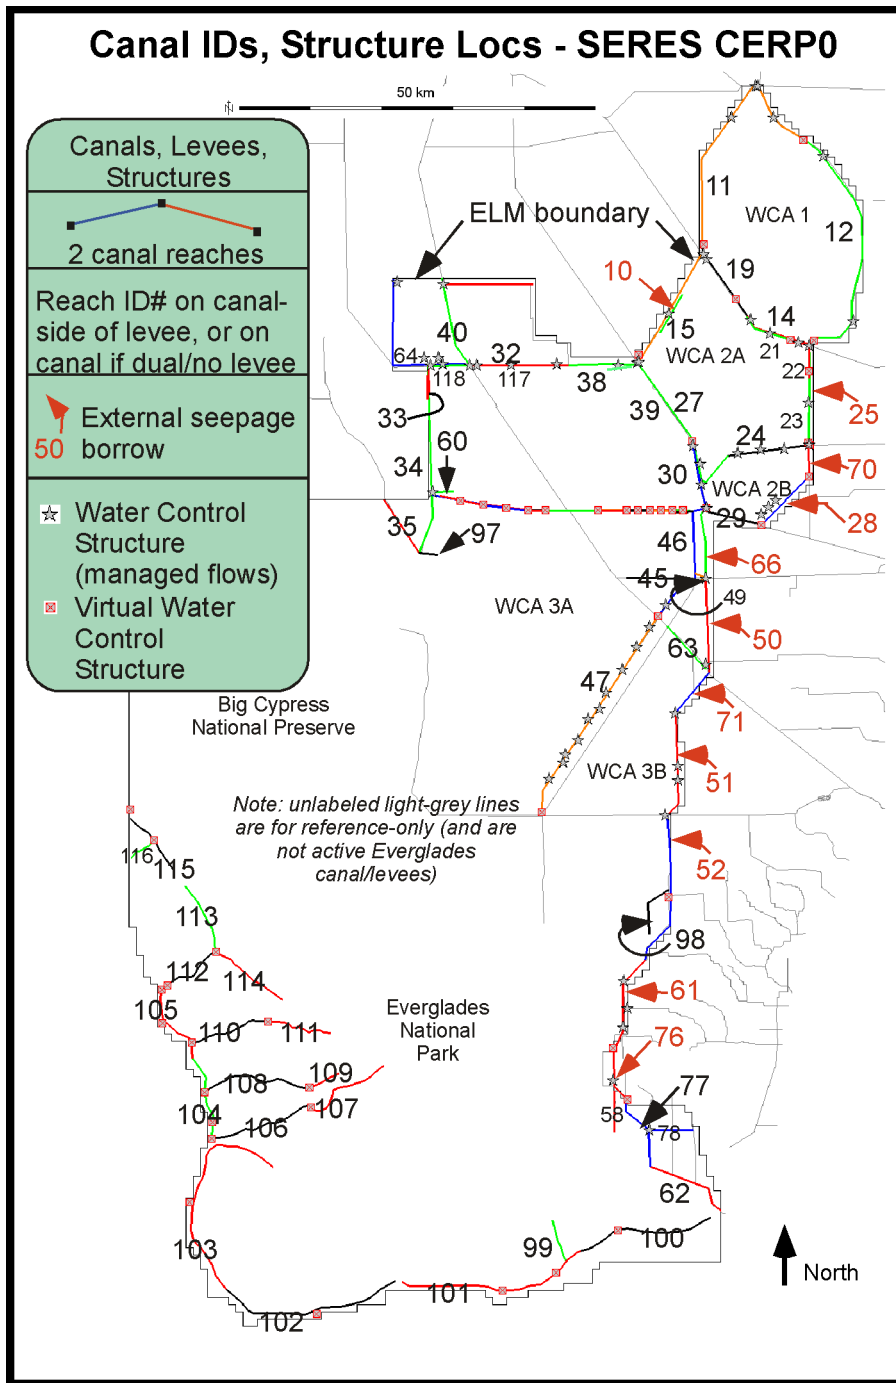 Canal IDs, Structure Locs - SERES CERP0
50 km
N
Canals, Levees,
Structures
2 canal reaches
Reach ID# on canal-
side of levee, or on
canal if dual/no levee
50
External seepage
borrow
Water Control
Structure
(managed flows)
Virtual Water
Control
Structure
11
WCA 1
12
ELM boundary
19
10
15
14
21
WCA 2A
22
40
64
118
32
117
38
39
27
25
23
33
24
60
34
30
70
WCA 2B
29
28
35
97
46
66
45
49
WCA 3A
50
63
47
71
Big Cypress
National Preserve
WCA 3B
51
Note: unlabeled light-grey lines
are for reference-only (and are
not active Everglades
canal/levees)
52
116
115
113
98
112
114
105
61
110
111
Everglades
National
Park
76
108
109
107
104
106
77
58
78
62
103
99
100
101
102
North